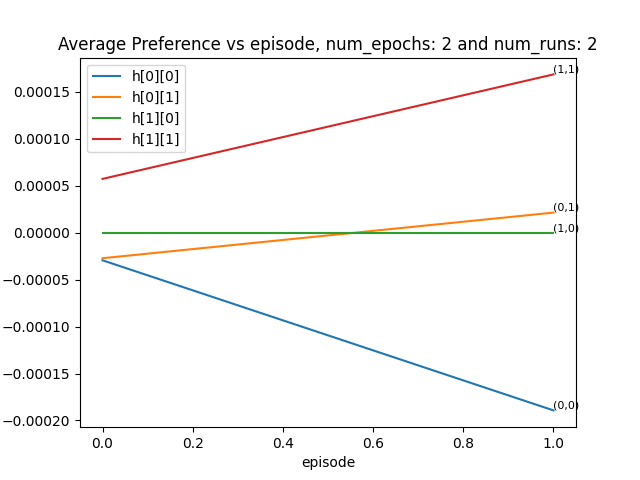 Average Preference vs episode, num_epochs: 2 and num_runs: 2
h[0][0]
h[0][1]
h[1][0]
h[1][1]
(1,1)
(0,1)
(1,0)
(0,0)
0.00015
0.00010
0.00005
0.00000
−0.00005
−0.00010
−0.00015
−0.00020
0.0 0.2 0.4 0.6 0.8 1.0
episode